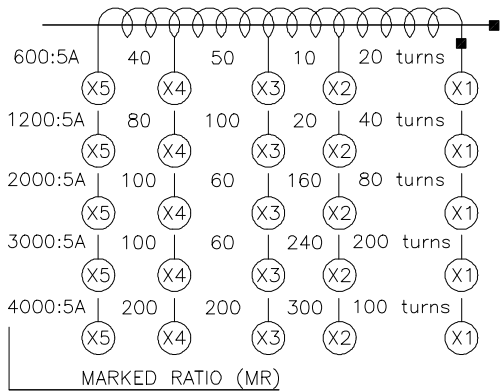 600:5A 40 50 10 20 turns
X5 X4 X3 X2 X1
1200:5A 80 100 20 40 turns
X5 X4 X3 X2 X1
2000:5A 100 60 160 80 turns
X5 X4 X3 X2 X1
3000:5A 100 60 240 200 turns
X5 X4 X3 X2 X1
4000:5A 200 200 300 100 turns
X5 X4 X3 X2 X1
MARKED RATIO (MR)